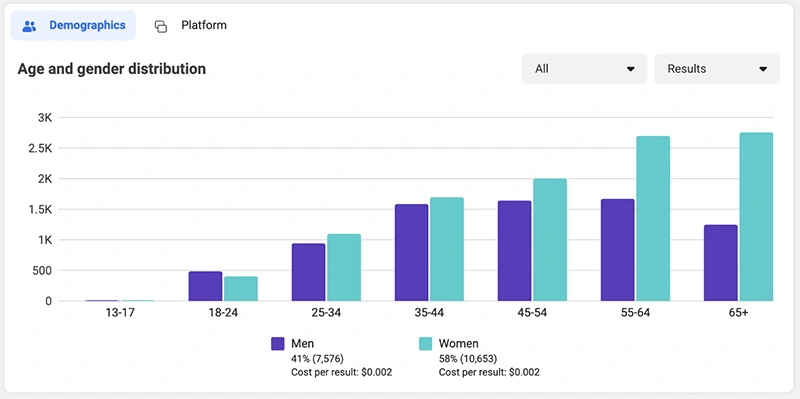 Demographics Platform
Age and gender distribution All Results
3K
2.5K
2K
1.5K
1K
500
0
13-17 18-24 25-34 35-44 45-54 55-64 65+
Men Women
41% (7,576) 58% (10,653)
Cost per result: $0.002 Cost per result: $0.002